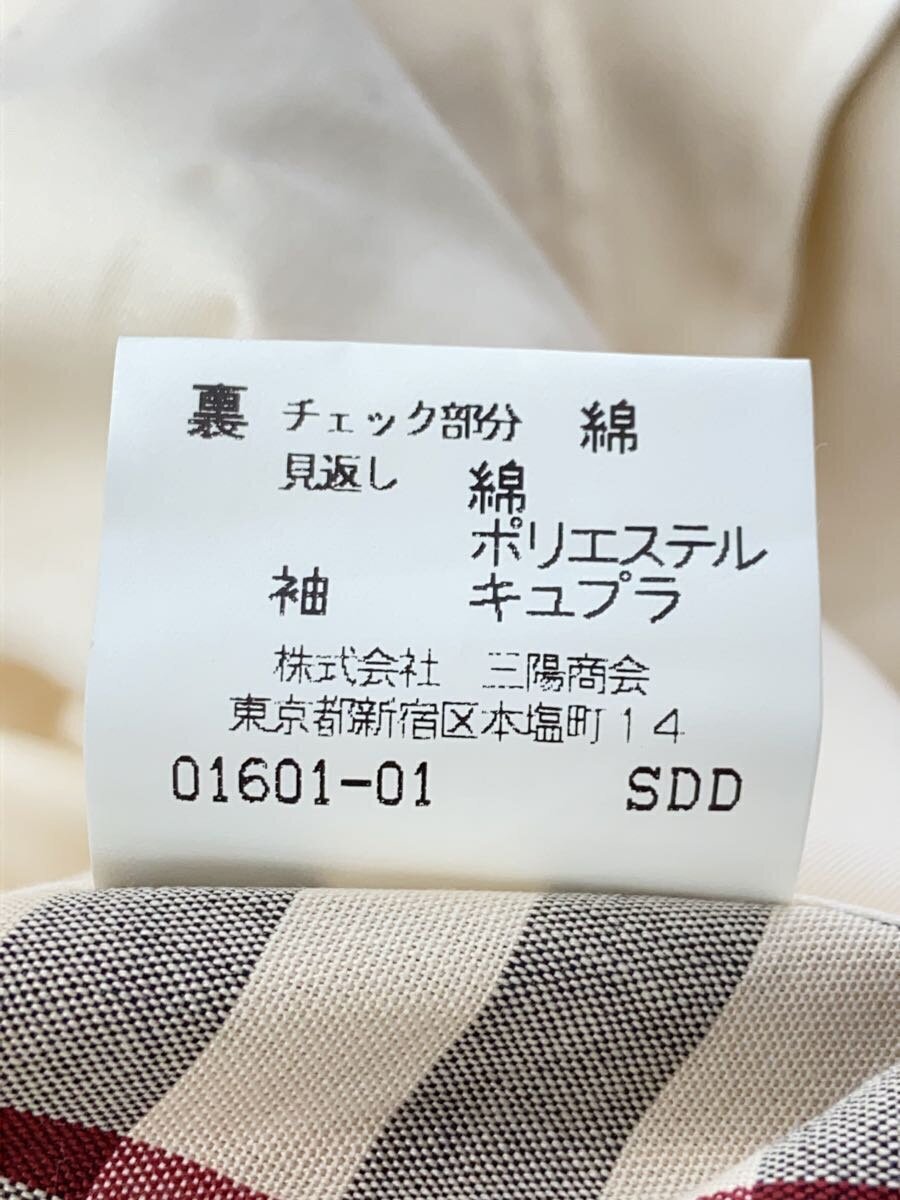 裏 チェック部分 綿
見返し 綿
ポリエステル
袖 キュプラ
株式会社 三陽商会
東京都新宿区本塩町14
01601-01 SDD